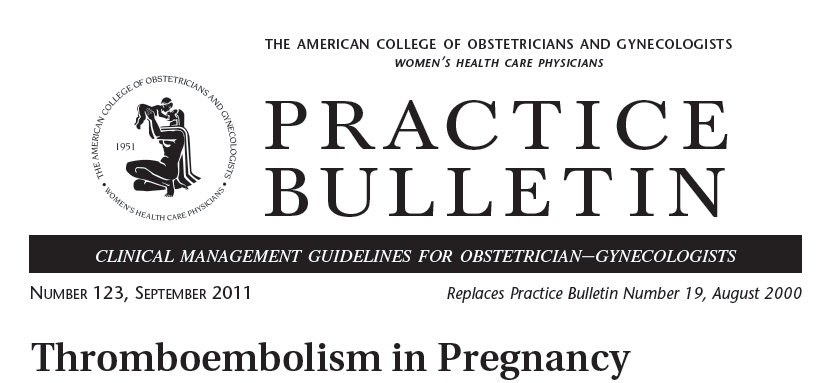 THE AMERICAN COLLEGE OF OBSTETRICIANS AND GYNECOLOGISTS
WOMEN'S HEALTH CARE PHYSICIANS
THE AMERICAN COLLEGE OF OBSTETRICIANS AND GYNECOLOGISTS
1951
• WOMEN'S HEALTH CARE PHYSICIANS •
PRACTICE
BULLETIN
CLINICAL MANAGEMENT GUIDELINES FOR OBSTETRICIAN–GYNECOLOGISTS
NUMBER 123, SEPTEMBER 2011
Replaces Practice Bulletin Number 19, August 2000
Thromboembolism in Pregnancy